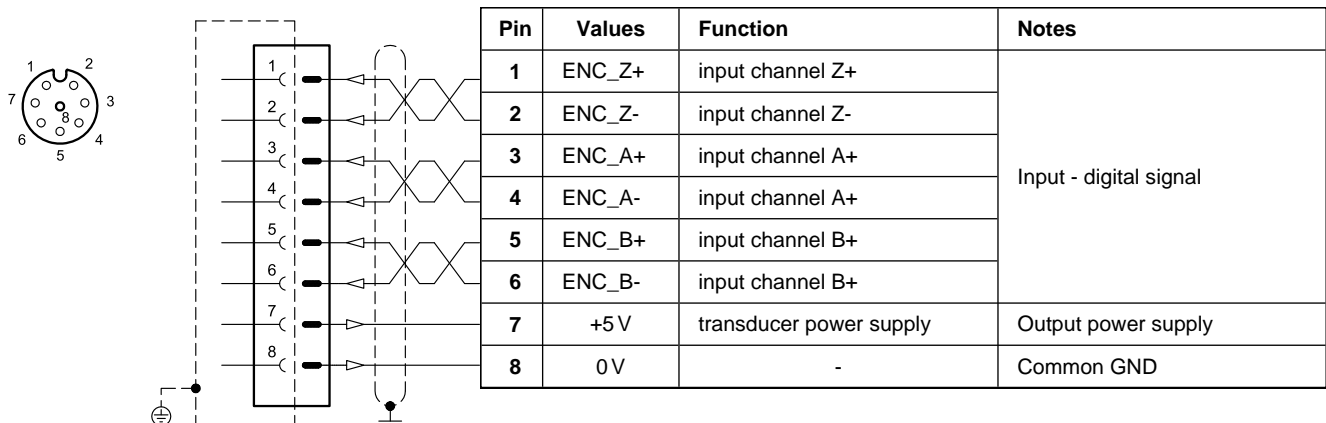 Pin Values Function Notes
1 ENC_Z+ input channel Z+
2 ENC_Z- input channel Z-
3 ENC_A+ input channel A+
4 ENC_A- input channel A+
Input - digital signal
5 ENC_B+ input channel B+
6 ENC_B- input channel B+
7 +5 V transducer power supply Output power supply
8 0 V - Common GND
1 2
7 8 3
6 4
5
1
2
3
4
5
6
7
8